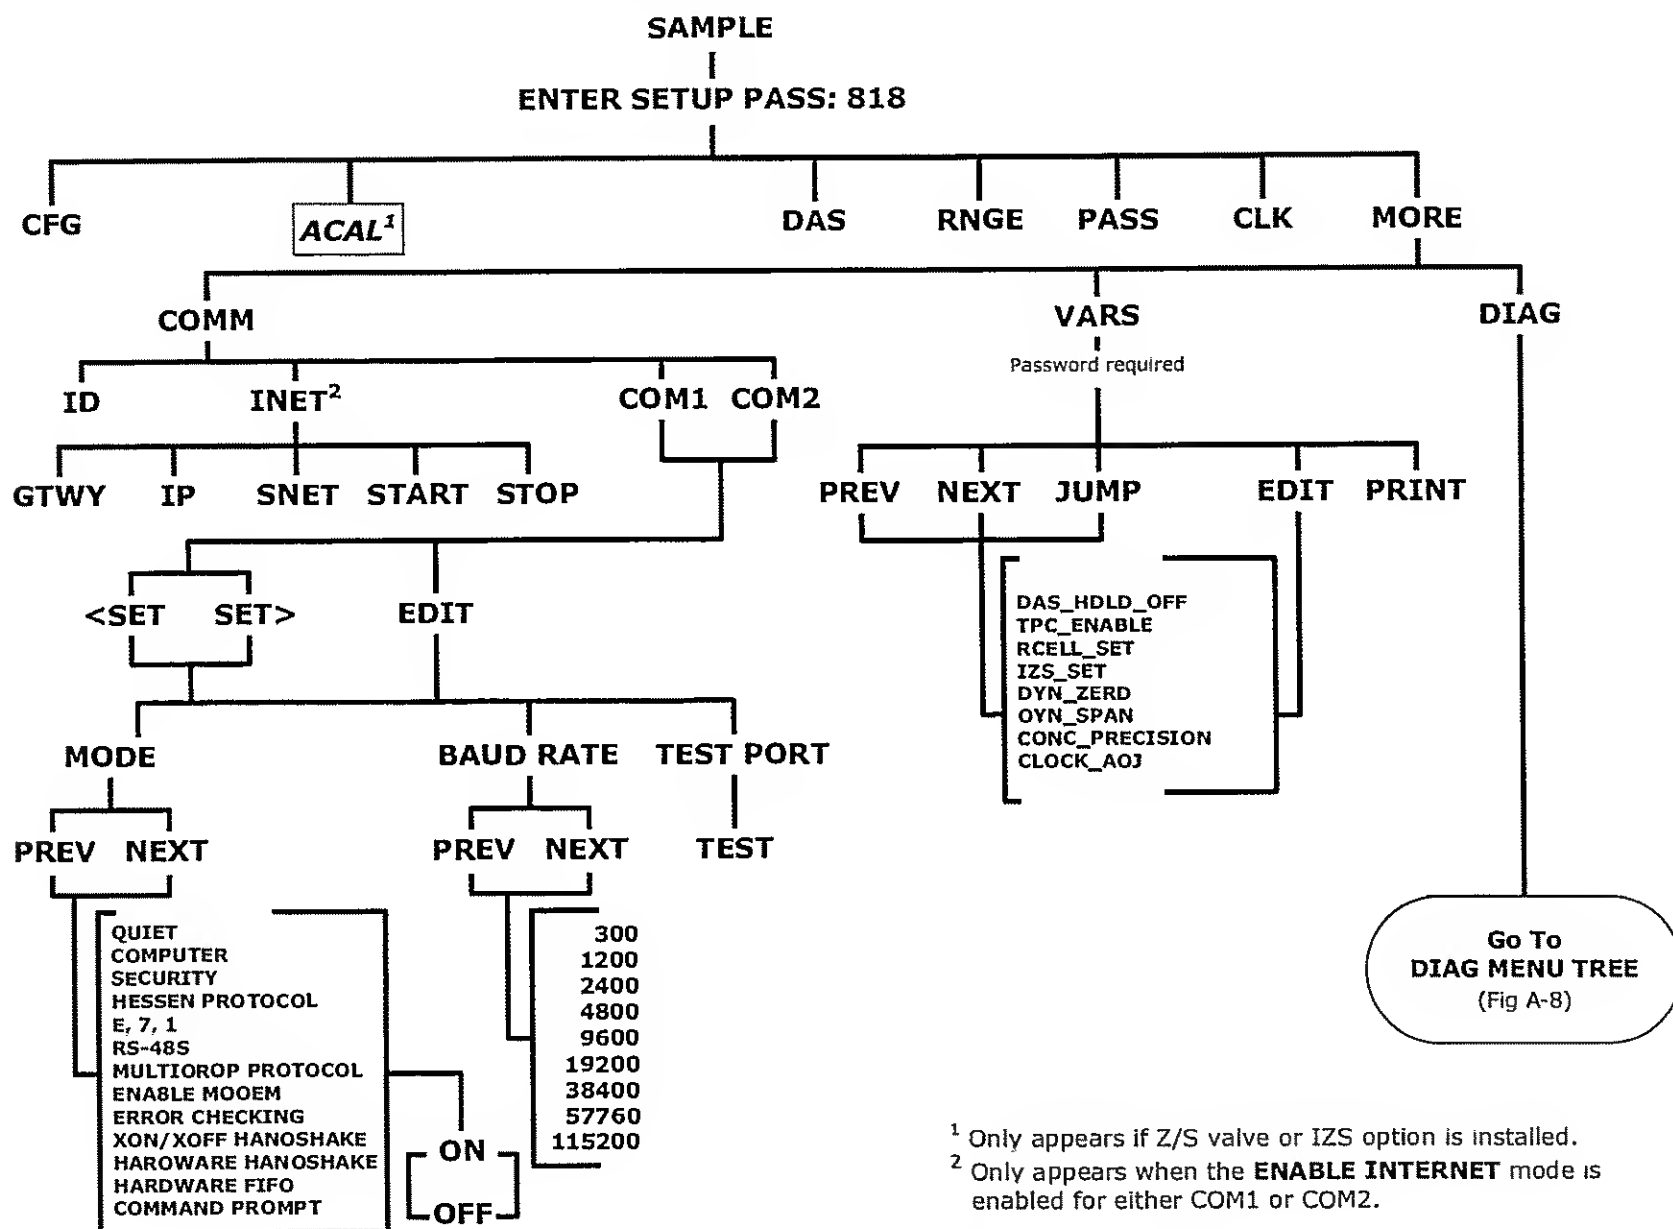 SAMPLE
ENTER SETUP PASS: 818
CFG ACAL1 DAS RNGE PASS CLK MORE
COMM VARS DIAG
Password required
ID INET2 COM1 COM2
GTWY IP SNET START STOP
PREV NEXT JUMP EDIT PRINT
<SET SET> EDIT
DAS_HDLD_OFF
TPC_ENABLE
RCELL_SET
IZS_SET
DYN_ZERD
OYN_SPAN
CONC_PRECISION
CLOCK_AOJ
MODE BAUD RATE TEST PORT
PREV NEXT PREV NEXT TEST
QUIET
COMPUTER
SECURITY
HESSEN PROTOCOL
E, 7, 1
RS-48S
MULTIOROP PROTOCOL
ENA8LE MOOEM
ERROR CHECKING
XON/XOFF HANOSHAKE
HAROWARE HANOSHAKE
HARDWARE FIFO
COMMAND PROMPT
ON
OFF
300
1200
2400
4800
9600
19200
38400
57760
115200
Go To
DIAG MENU TREE
(Fig A-8)
1 Only appears if Z/S valve or IZS option is installed.
2 Only appears when the ENABLE INTERNET mode is
enabled for either COM1 or COM2.